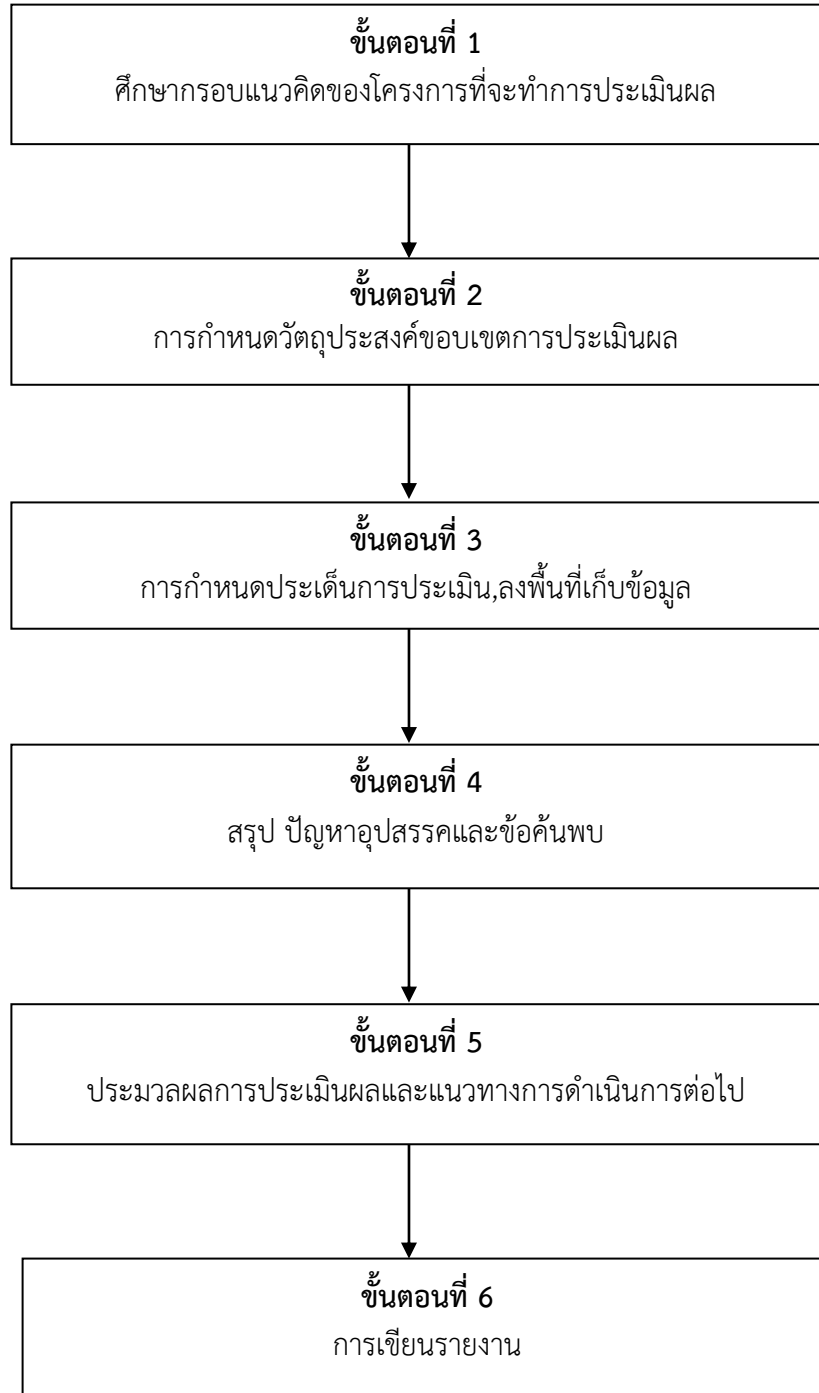 ขั้นตอนที่ 1
ศึกษากรอบแนวคิดของโครงการที่จะทำการประเมินผล
ขั้นตอนที่ 2
การกำหนดวัตถุประสงค์ขอบเขตการประเมินผล
ขั้นตอนที่ 3
การกำหนดประเด็นการประเมิน,ลงพื้นที่เก็บข้อมูล
ขั้นตอนที่ 4
สรุป ปัญหาอุปสรรคและข้อค้นพบ
ขั้นตอนที่ 5
ประมวลผลการประเมินผลและแนวทางการดำเนินการต่อไป
ขั้นตอนที่ 6
การเขียนรายงาน